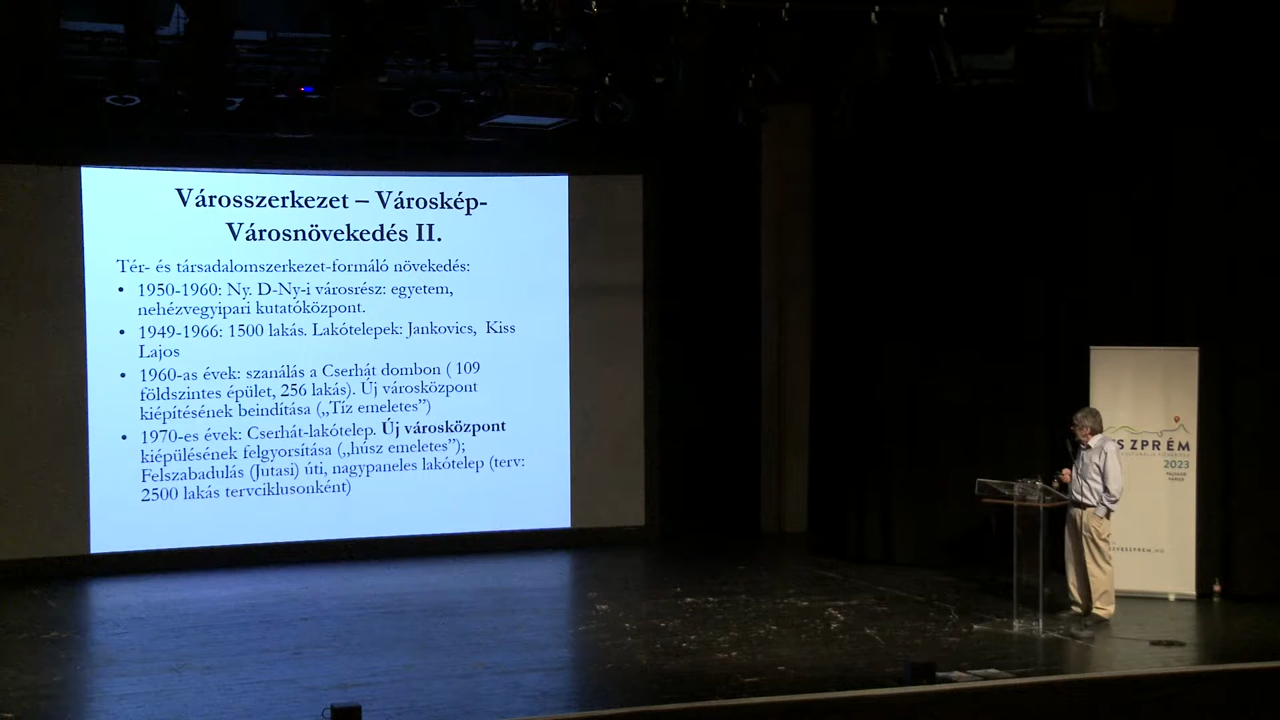 Városszerkezet – Városkép-
Városnövekedés II.
Tér- és társadalomszerkezet-formáló növekedés:
• 1950-1960: Ny. D-Ny-i városrész: egyetem,
nehézvegyipari kutatóközpont.
• 1949-1966: 1500 lakás. Lakótelepek: Jankovics, Kiss
Lajos
• 1960-as évek: szanálás a Cserhát dombon ( 109
földszintes épület, 256 lakás). Új városközpont
kiépítésének beindítása („Tíz emeletes”)
• 1970-es évek: Cserhát-lakótelep. Új városközpont
kiépülésének felgyorsítása („húsz emeletes”);
Felszabadulás (Jutasi) úti, nagypaneles lakótelep (terv:
2500 lakás tervciklusonként)
SZPRÉM
2023